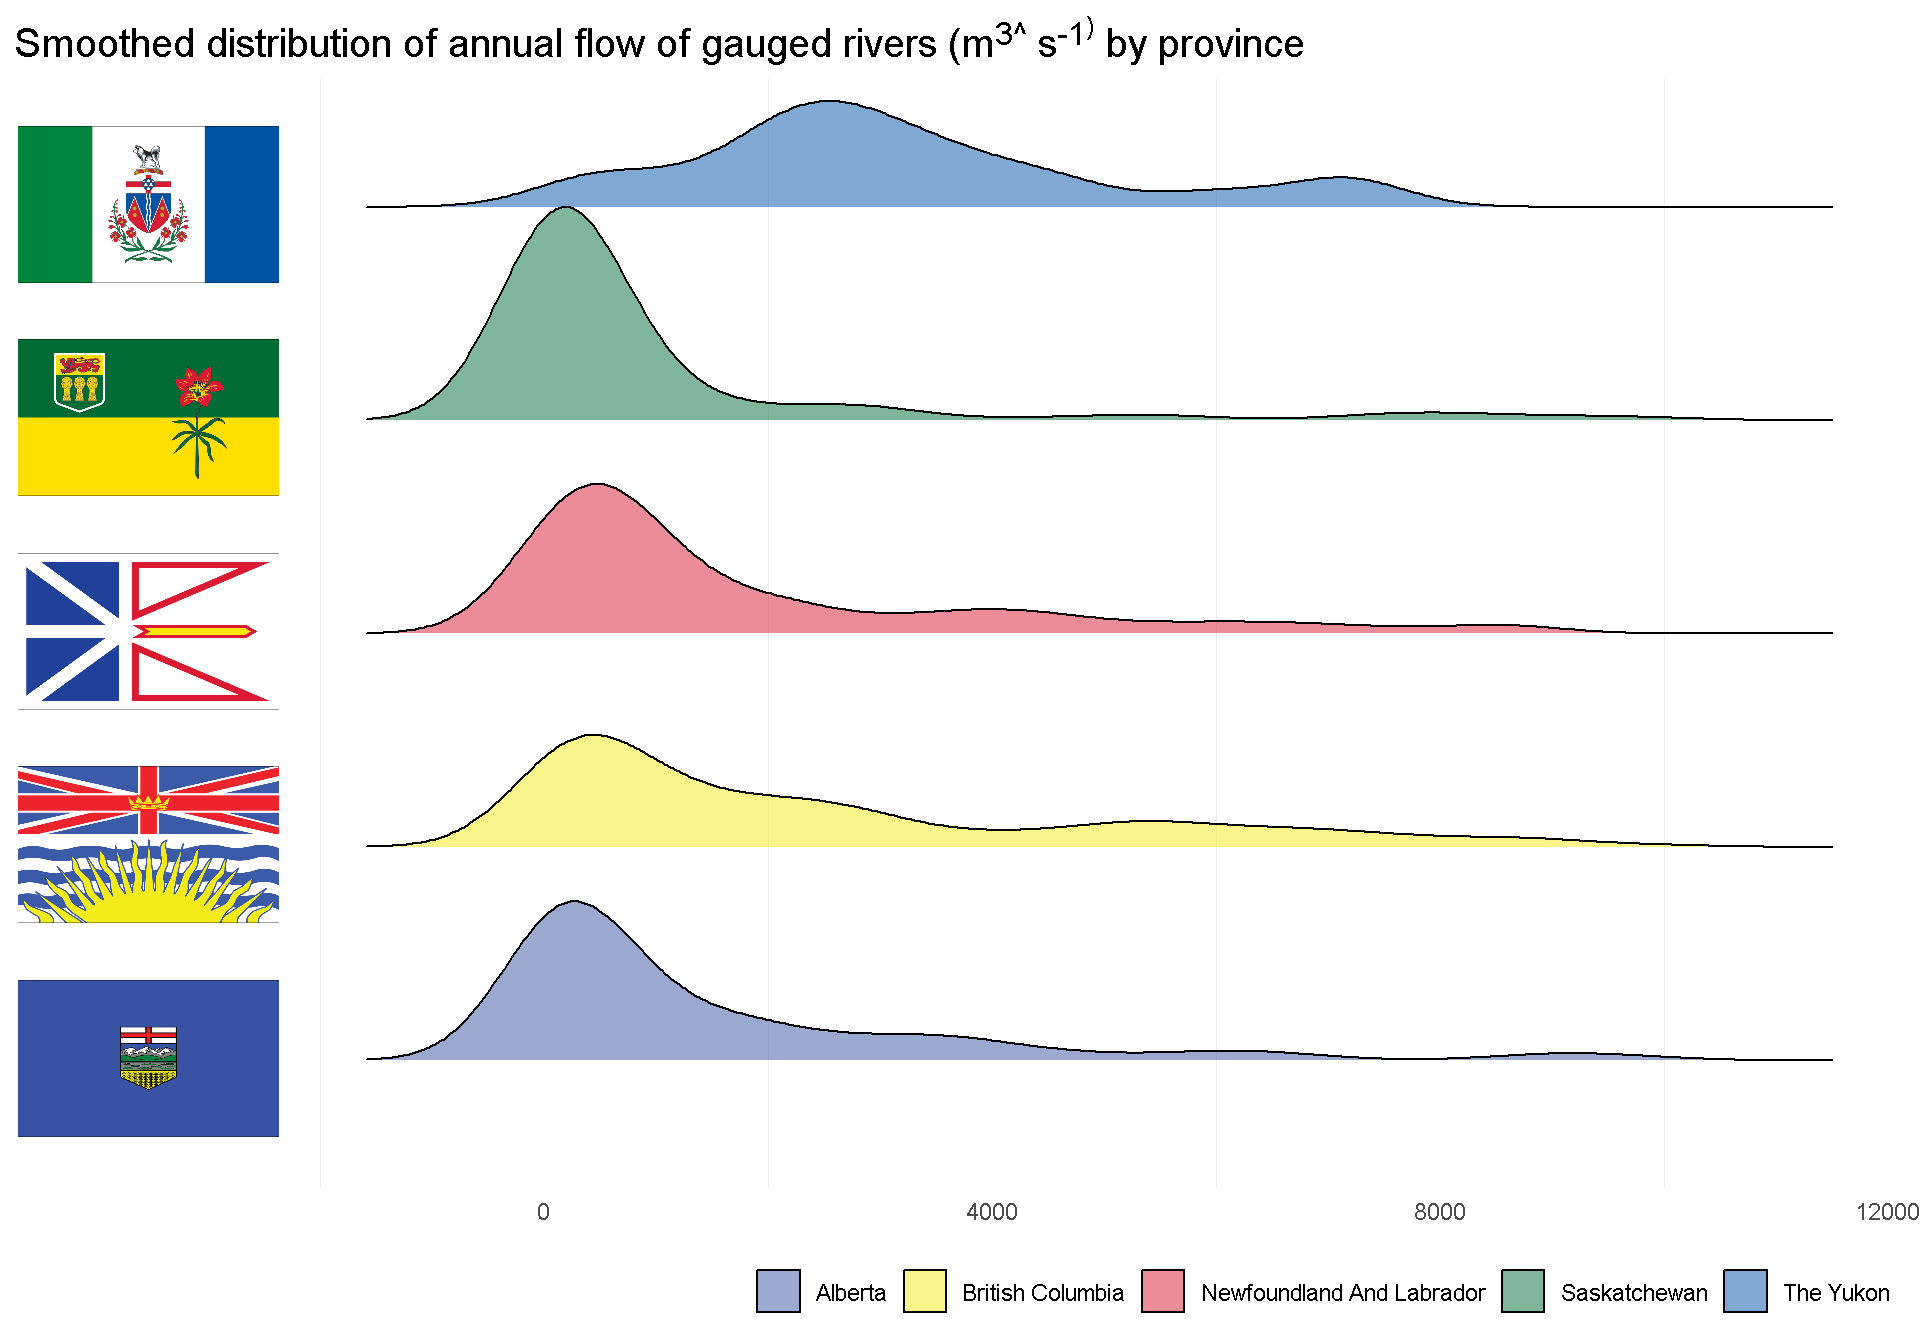 Smoothed distribution of annual flow of gauged rivers (m³^ s⁻¹⁾ by province
0 4000 8000 12000
Alberta British Columbia Newfoundland And Labrador Saskatchewan The Yukon